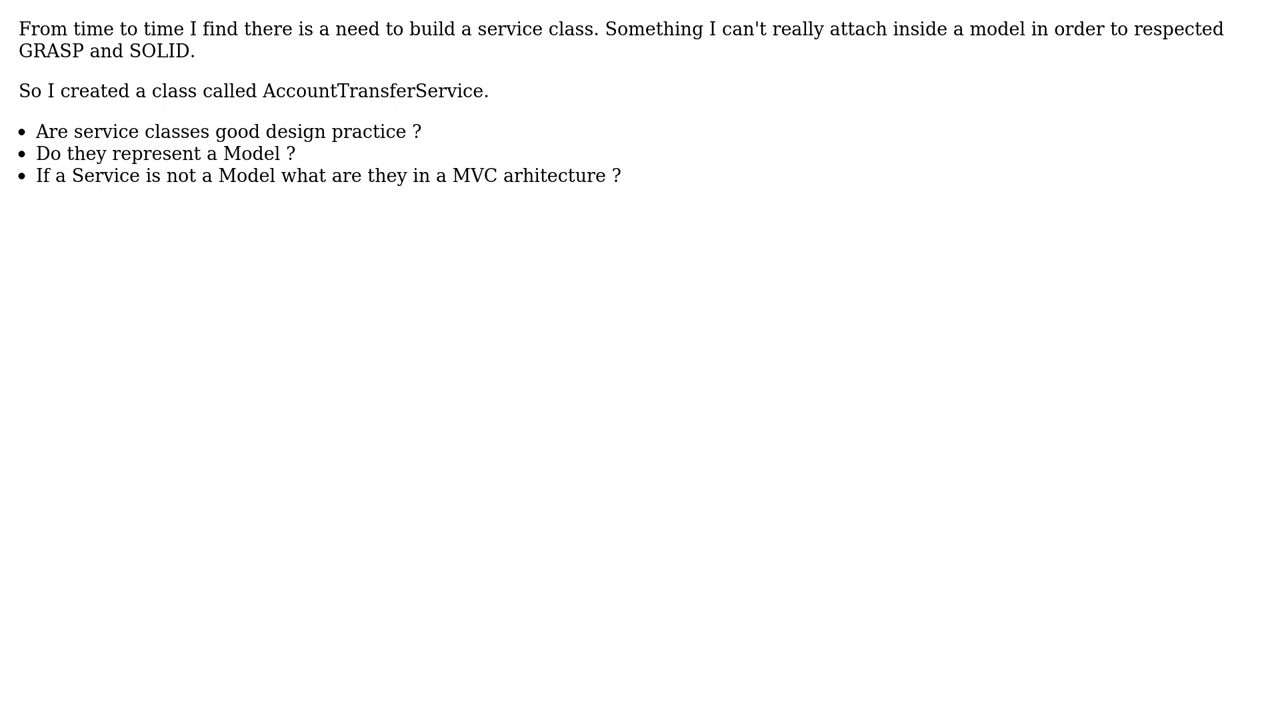 From time to time I find there is a need to build a service class. Something I can't really attach inside a model in order to respected
GRASP and SOLID.
So I created a class called AccountTransferService.
• Are service classes good design practice ?
• Do they represent a Model ?
• If a Service is not a Model what are they in a MVC arhitecture ?